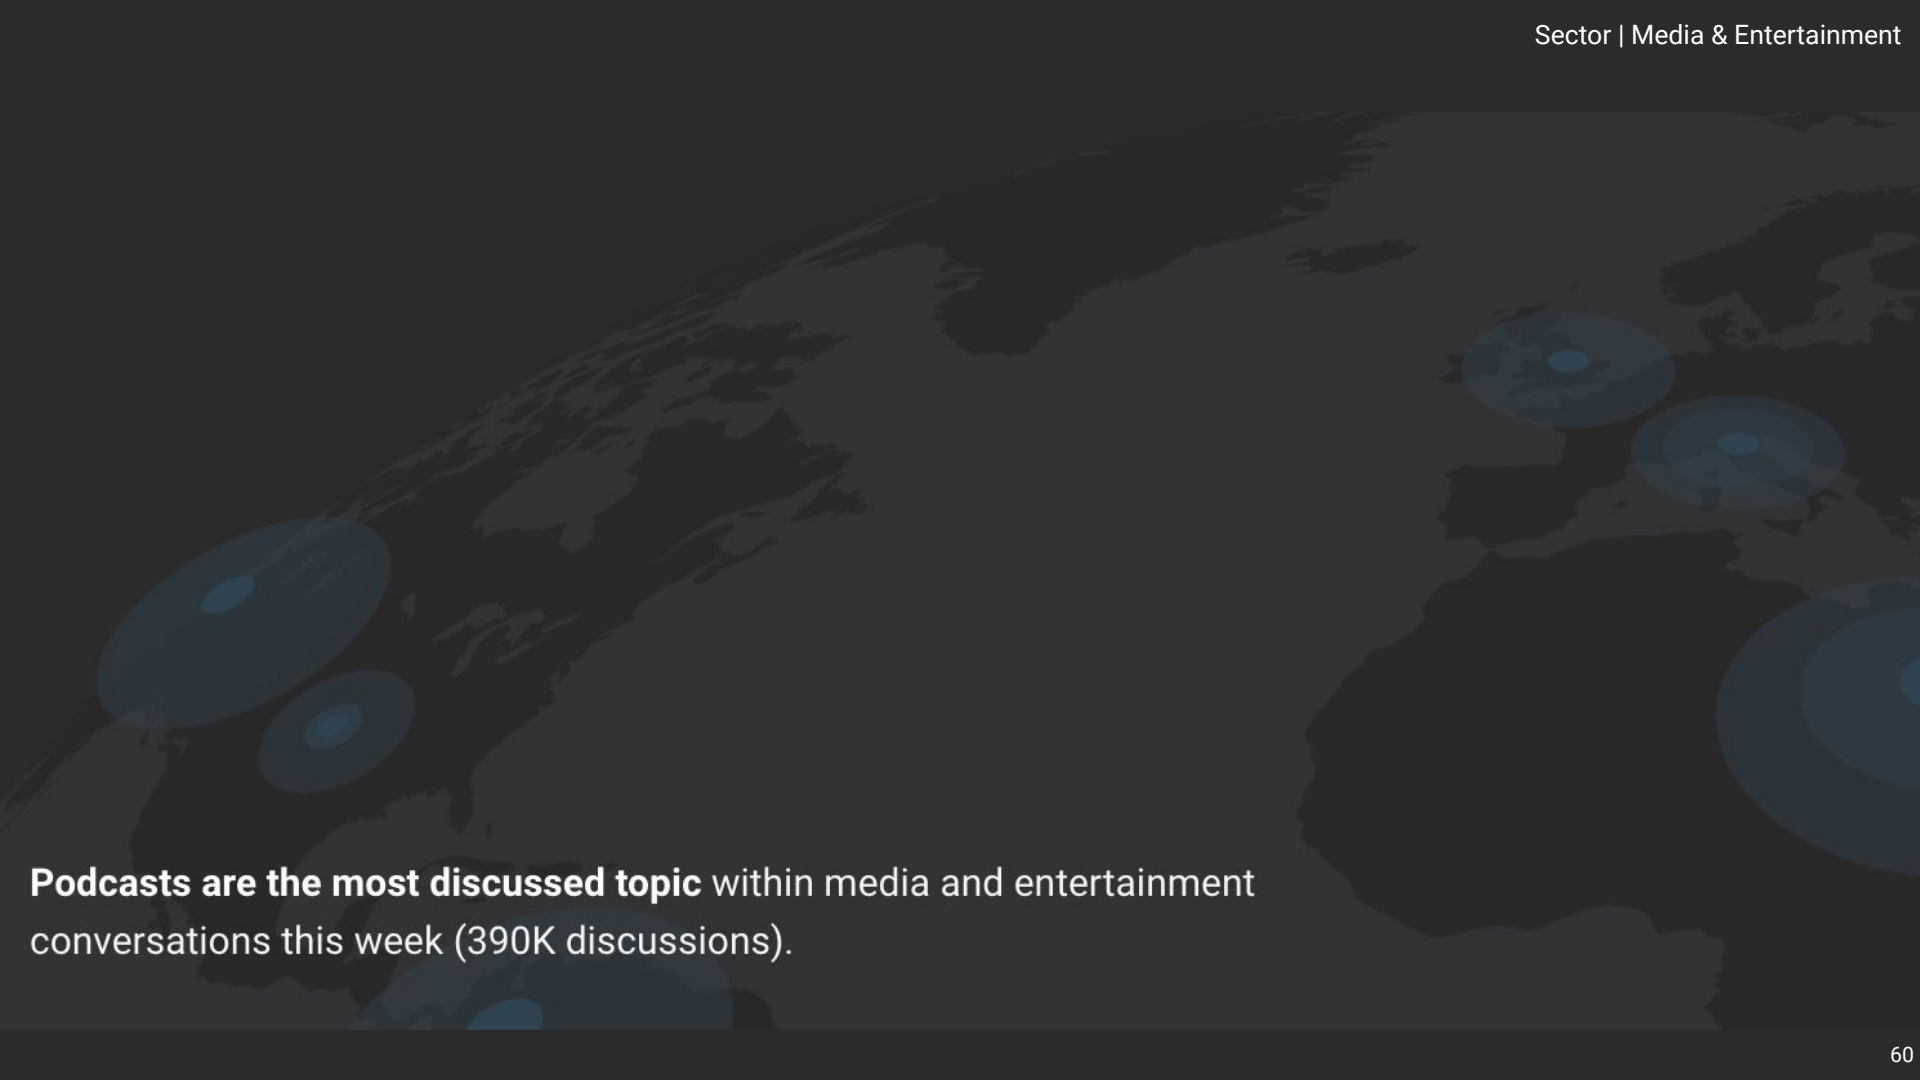 Sector | Media & Entertainment
Podcasts are the most discussed topic within media and entertainment
conversations this week (390K discussions).
60